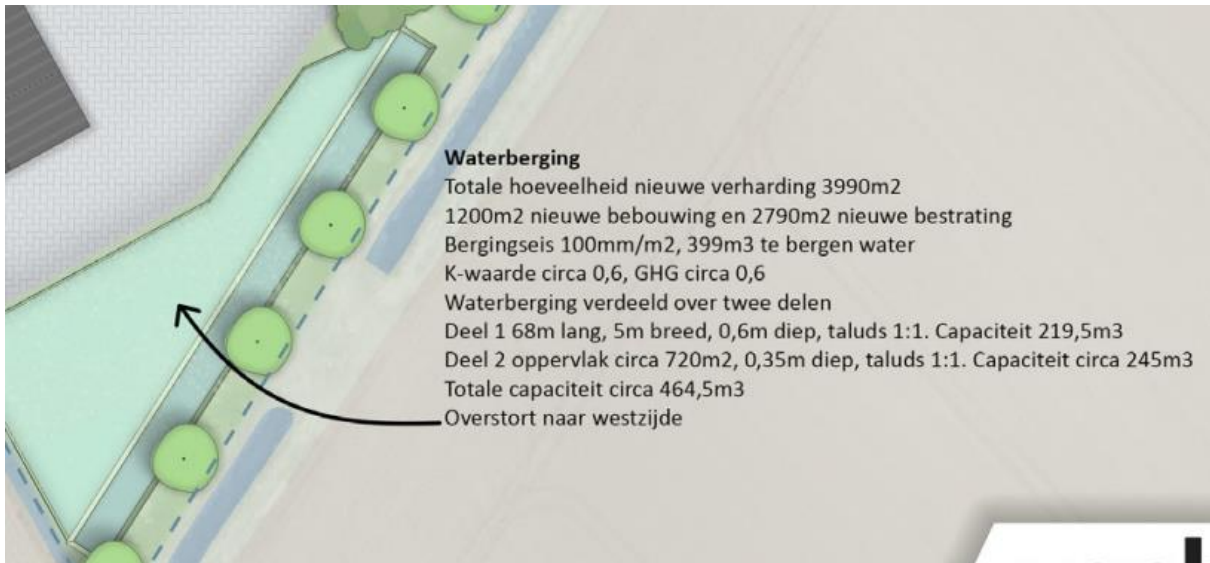 Waterberging
Totale hoeveelheid nieuwe verharding 3990m2
1200m2 nieuwe bebouwing en 2790m2 nieuwe bestrating
Bergingseis 100mm/m2, 399m3 te bergen water
K-waarde circa 0,6, GHG circa 0,6
Waterberging verdeeld over twee delen
Deel 1 68m lang, 5m breed, 0,6m diep, taluds 1:1. Capaciteit 219,5m3
Deel 2 oppervlak circa 720m2, 0,35m diep, taluds 1:1. Capaciteit circa 245m3
Totale capaciteit circa 464,5m3
Overstort naar westzijde